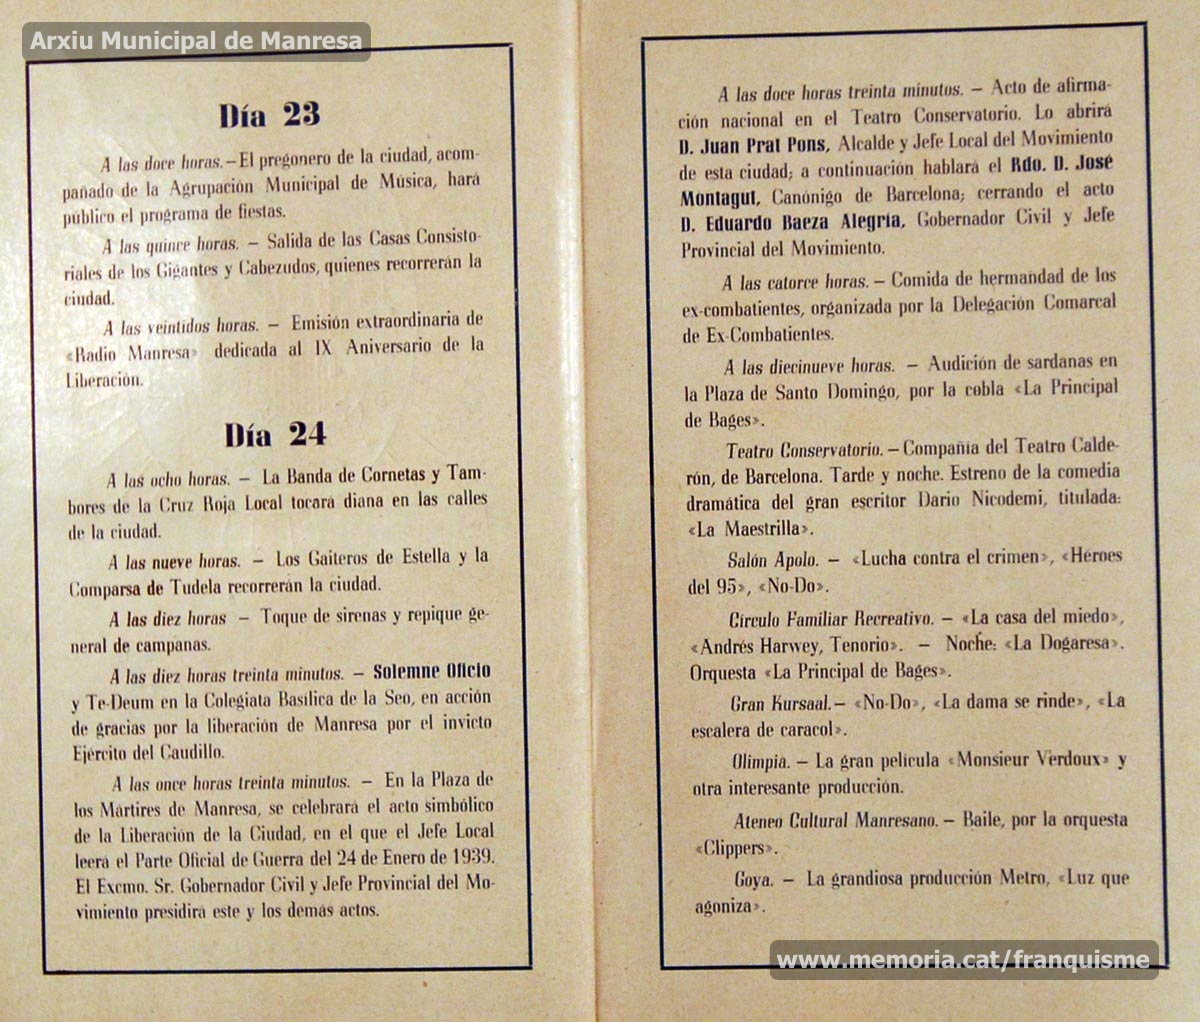 Arxiu Municipal de Manresa
Día 23
A las doce horas.—El pregonero de la ciudad, acom-
pañado de la Agrupación Municipal de Música, hará
público el programa de fiestas.
A las quince horas. — Salida de las Casas Consisto-
riales de los Gigantes y Cabezudos, quienes recorrerán la
ciudad.
A las veintidos horas. — Emisión extraordinaria de
«Radio Manresa» dedicada al IX Aniversario de la
Liberación.
Día 24
A las ocho horas. — La Banda de Cornetas y Tam-
bores de la Cruz Roja Local tocará diana en las calles
de la ciudad.
A las nueve horas. — Los Gaiteros de Estella y la
Comparsa de Tudela recorrerán la ciudad.
A las diez horas — Toque de sirenas y repique ge-
neral de campanas.
A las diez horas treinta minutos. — Solemne Oficio
y Te-Deum en la Colegiata Basílica de la Seo, en acción
de gracias por la liberación de Manresa por el invicto
Ejército del Caudillo.
A las once horas treinta minutos. — En la Plaza de
los Mártires de Manresa, se celebrará el acto simbólico
de la Liberación de la Ciudad, en el que el Jefe Local
leerá el Parte Oficial de Guerra del 24 de Enero de 1939.
El Excmo. Sr. Gobernador Civil y Jefe Provincial del Mo-
vimiento presidirá este y los demás actos.
A las doce horas treinta minutos. — Acto de afirma-
ción nacional en el Teatro Conservatorio. Lo abrirá
D. Juan Prat Pons, Alcalde y Jefe Local del Movimiento
de esta ciudad; a continuación hablará el Rdo. D. José
Montagut, Canónigo de Barcelona; cerrando el acto
D. Eduardo Baeza Alegría, Gobernador Civil y Jefe
Provincial del Movimiento.
A las catorce horas. — Comida de hermandad de los
ex-combatientes, organizada por la Delegación Comarcal
de Ex-Combatientes.
A las diecinueve horas. — Audición de sardanas en
la Plaza de Santo Domingo, por la cobla «La Principal
de Bages».
Teatro Conservatorio. — Compañía del Teatro Calde-
rón, de Barcelona. Tarde y noche. Estreno de la comedia
dramática del gran escritor Dario Nicodemi, titulada:
«La Maestrilla».
Salón Apolo. — «Lucha contra el crimen», «Héroes
del 95», «No-Do».
Círculo Familiar Recreativo. — «La casa del miedo»,
«Andrés Harwey, Tenorio». — Noche: «La Dogaresa».
Orquesta «La Principal de Bages».
Gran Kursaal. — «No-Do», «La dama se rinde», «La
escalera de caracol».
Olimpia. — La gran película «Monsieur Verdoux» y
otra interesante producción.
Ateneo Cultural Manresano. — Baile, por la orquesta
«Clippers».
Goya. — La grandiosa producción Metro, «Luz que
agoniza».
www.memoria.cat/franquisme